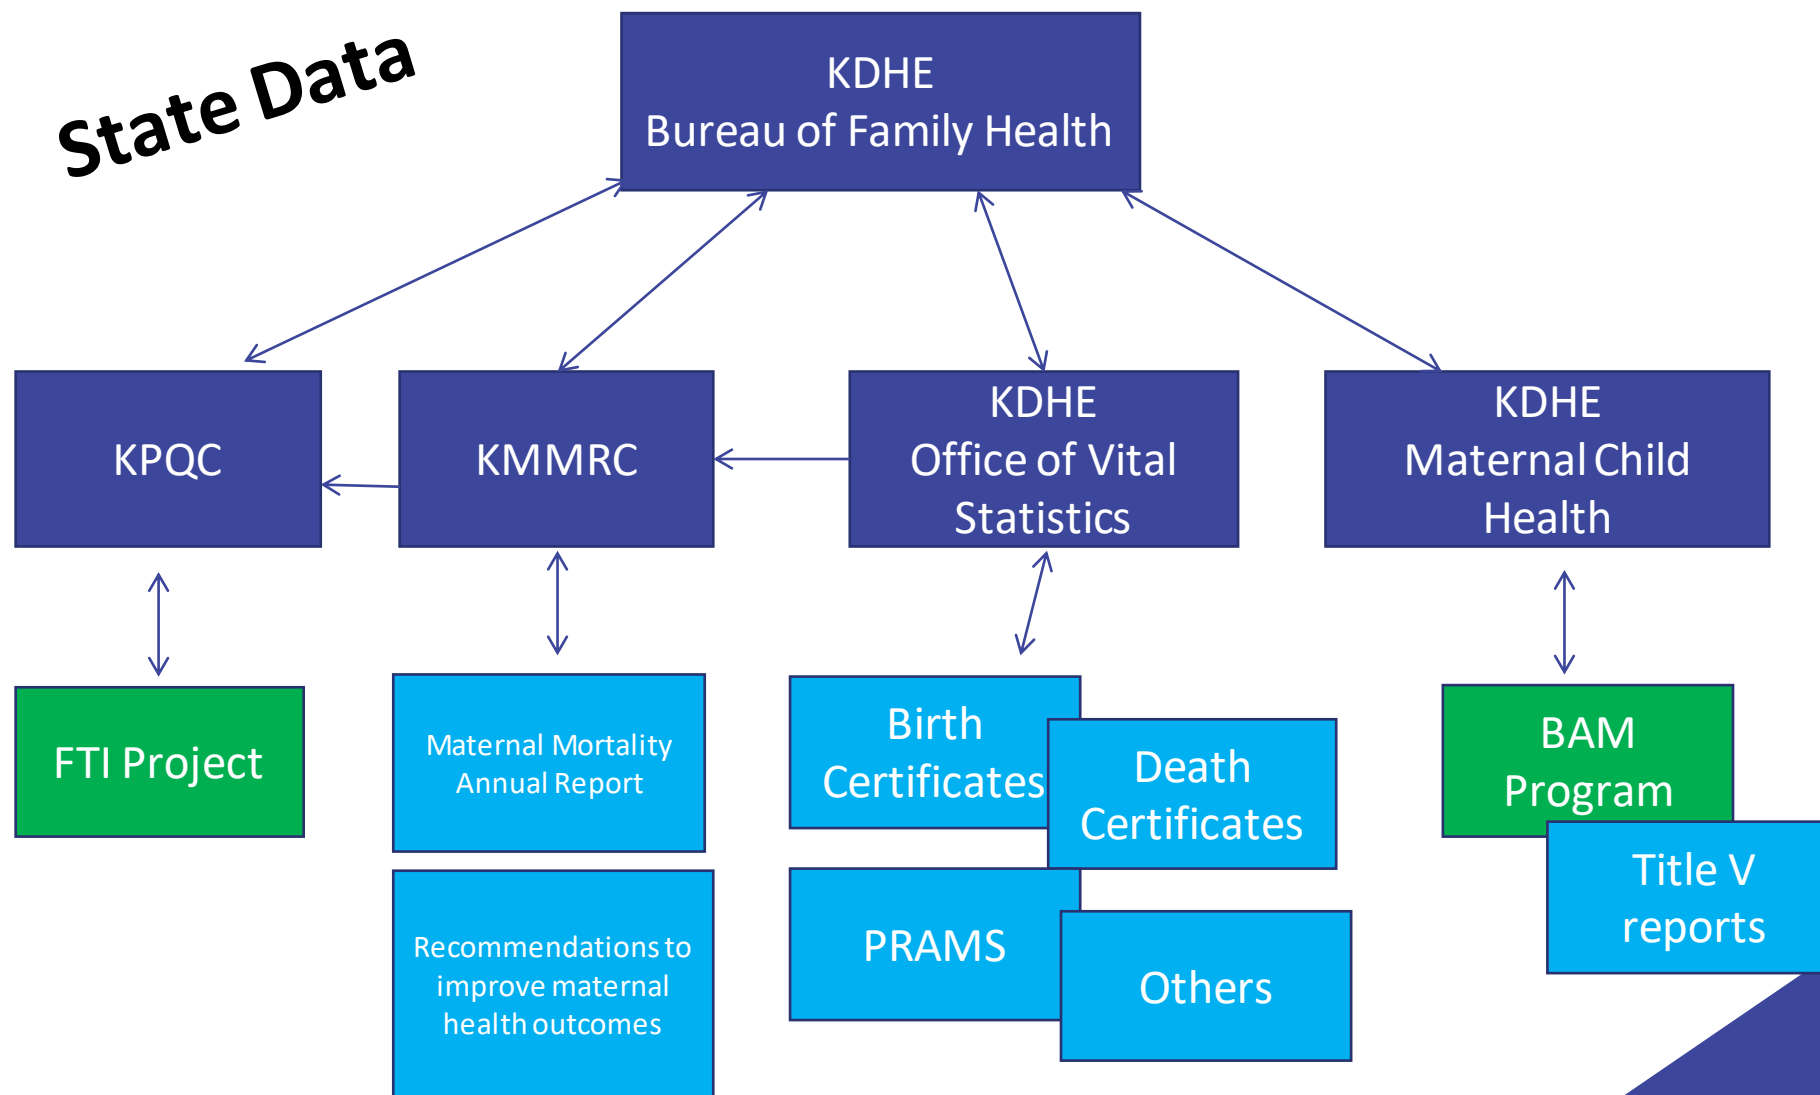 State Data
KDHE
Bureau of Family Health
KPQC
KMMRC
KDHE
Office of Vital
Statistics
KDHE
Maternal Child
Health
FTI Project
Maternal Mortality
Annual Report
Recommendations to
improve maternal
health outcomes
Birth
Certificates
Death
Certificates
PRAMS
Others
BAM
Program
Title V
reports